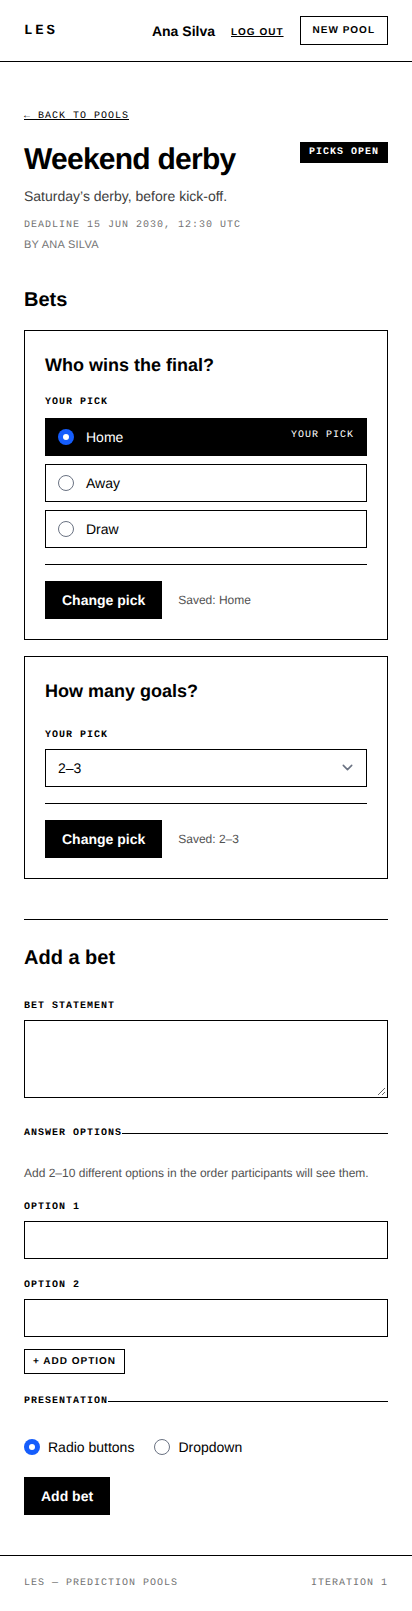 LES
Ana Silva LOG OUT NEW POOL
← BACK TO POOLS
Weekend derby PICKS OPEN
Saturday’s derby, before kick-off.
DEADLINE 15 JUN 2030, 12:30 UTC
BY ANA SILVA
Bets
Who wins the final?
YOUR PICK
Home YOUR PICK
Away
Draw
Change pick Saved: Home
How many goals?
YOUR PICK
2–3
Change pick Saved: 2–3
Add a bet
BET STATEMENT
ANSWER OPTIONS
Add 2–10 different options in the order participants will see them.
OPTION 1
OPTION 2
+ ADD OPTION
PRESENTATION
Radio buttons Dropdown
Add bet
LES — PREDICTION POOLS ITERATION 1